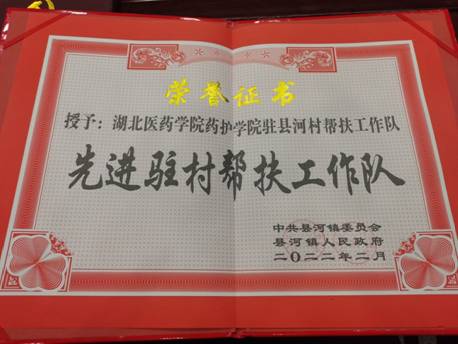 荣誉证书
授予：湖北医药学院药护学院驻县河村帮扶工作队
先进驻村帮扶工作队
中共县河镇委员会
县河镇人民政府
二〇二二年二月